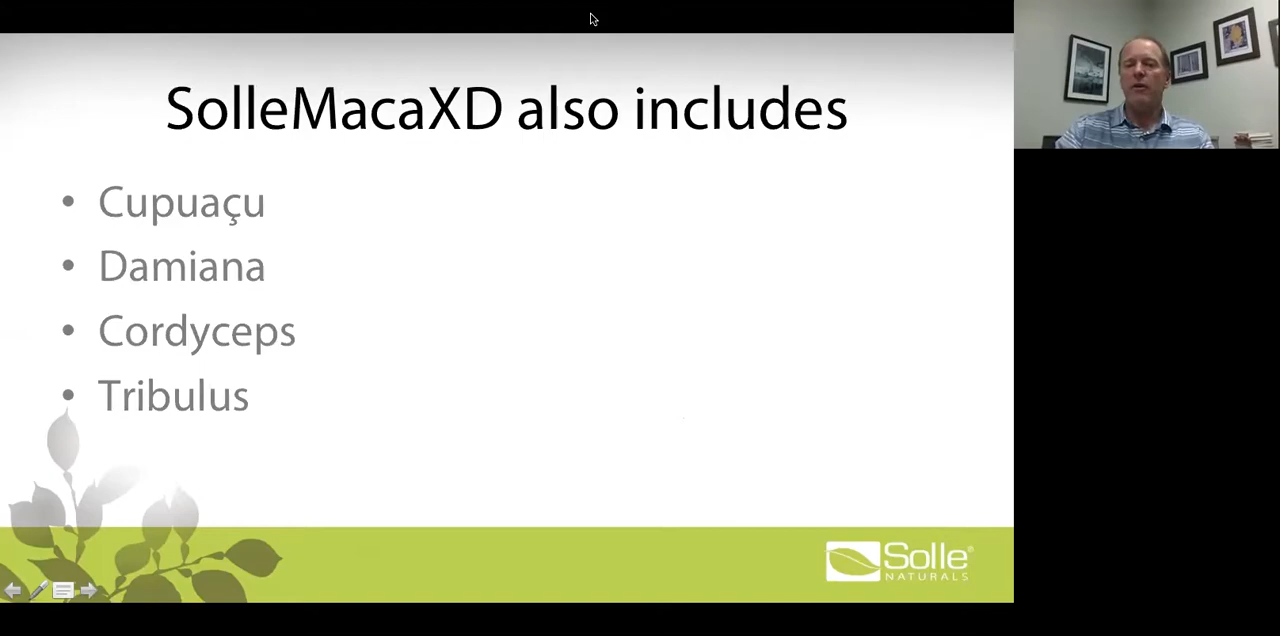 SolleMacaXD also includes
• Cupuaçu
• Damiana
• Cordyceps
• Tribulus
Solle®
NATURALS